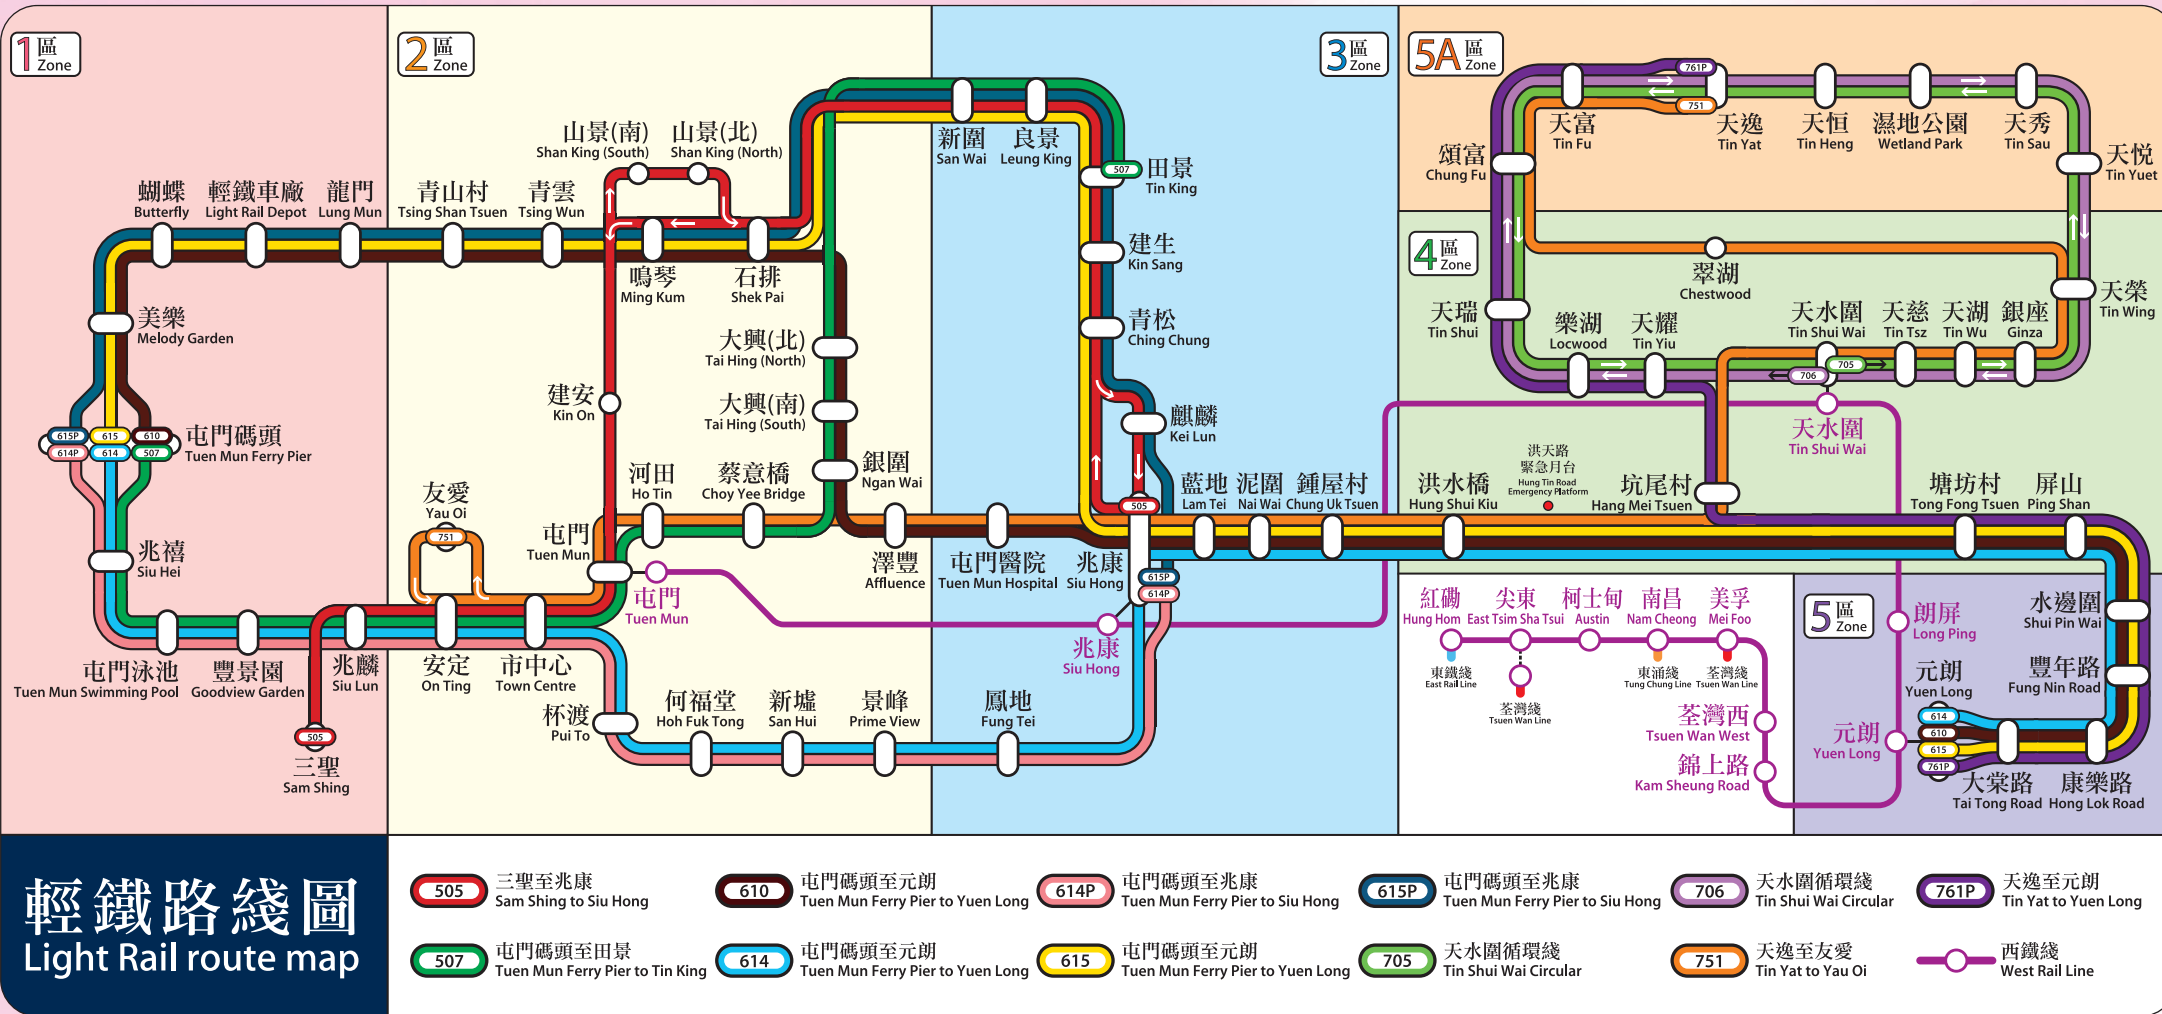 1 區 Zone
2 區 Zone
3 區 Zone
5A 區 Zone
4 區 Zone
5 區 Zone
蝴蝶
Butterfly
輕鐵車廠
Light Rail Depot
龍門
Lung Mun
青山村
Tsing Shan Tsuen
青雲
Tsing Wun
山景(南)
Shan King (South)
山景(北)
Shan King (North)
鳴琴
Ming Kum
石排
Shek Pai
新圍
San Wai
良景
Leung King
507
田景
Tin King
建生
Kin Sang
青松
Ching Chung
麒麟
Kei Lun
505
美樂
Melody Garden
615P
615
610
614P
614
507
屯門碼頭
Tuen Mun Ferry Pier
兆禧
Siu Hei
屯門泳池
Tuen Mun Swimming Pool
豐景園
Goodview Garden
兆麟
Siu Lun
505
三聖
Sam Shing
友愛
Yau Oi
751
安定
On Ting
市中心
Town Centre
屯門
Tuen Mun
屯門
Tuen Mun
建安
Kin On
大興(北)
Tai Hing (North)
大興(南)
Tai Hing (South)
銀圍
Ngan Wai
河田
Ho Tin
蔡意橋
Choy Yee Bridge
澤豐
Affluence
屯門醫院
Tuen Mun Hospital
兆康
Siu Hong
615P
614P
兆康
Siu Hong
杯渡
Pui To
何福堂
Hoh Fuk Tong
新墟
San Hui
景峰
Prime View
鳳地
Fung Tei
藍地
Lam Tei
泥圍
Nai Wai
鍾屋村
Chung Uk Tsuen
洪水橋
Hung Shui Kiu
洪天路
緊急月台
Hung Tin Road
Emergency Platform
坑尾村
Hang Mei Tsuen
塘坊村
Tong Fong Tsuen
屏山
Ping Shan
761P
751
天富
Tin Fu
天逸
Tin Yat
天恒
Tin Heng
濕地公園
Wetland Park
天秀
Tin Sau
頌富
Chung Fu
天悅
Tin Yuet
翠湖
Chestwood
天瑞
Tin Shui
樂湖
Locwood
天耀
Tin Yiu
天水圍
Tin Shui Wai
天慈
Tin Tsz
天湖
Tin Wu
銀座
Ginza
天榮
Tin Wing
705
706
天水圍
Tin Shui Wai
紅磡
Hung Hom
尖東
East Tsim Sha Tsui
柯士甸
Austin
南昌
Nam Cheong
美孚
Mei Foo
東鐵綫
East Rail Line
荃灣綫
Tsuen Wan Line
東涌綫
Tung Chung Line
荃灣綫
Tsuen Wan Line
荃灣西
Tsuen Wan West
錦上路
Kam Sheung Road
朗屏
Long Ping
元朗
Yuen Long
元朗
Yuen Long
614
610
615
761P
水邊圍
Shui Pin Wai
豐年路
Fung Nin Road
大棠路
Tai Tong Road
康樂路
Hong Lok Road
輕鐵路綫圖
Light Rail route map
505 三聖至兆康
Sam Shing to Siu Hong
610 屯門碼頭至元朗
Tuen Mun Ferry Pier to Yuen Long
614P 屯門碼頭至兆康
Tuen Mun Ferry Pier to Siu Hong
615P 屯門碼頭至兆康
Tuen Mun Ferry Pier to Siu Hong
706 天水圍循環綫
Tin Shui Wai Circular
761P 天逸至元朗
Tin Yat to Yuen Long
507 屯門碼頭至田景
Tuen Mun Ferry Pier to Tin King
614 屯門碼頭至元朗
Tuen Mun Ferry Pier to Yuen Long
615 屯門碼頭至元朗
Tuen Mun Ferry Pier to Yuen Long
705 天水圍循環綫
Tin Shui Wai Circular
751 天逸至友愛
Tin Yat to Yau Oi
西鐵綫
West Rail Line